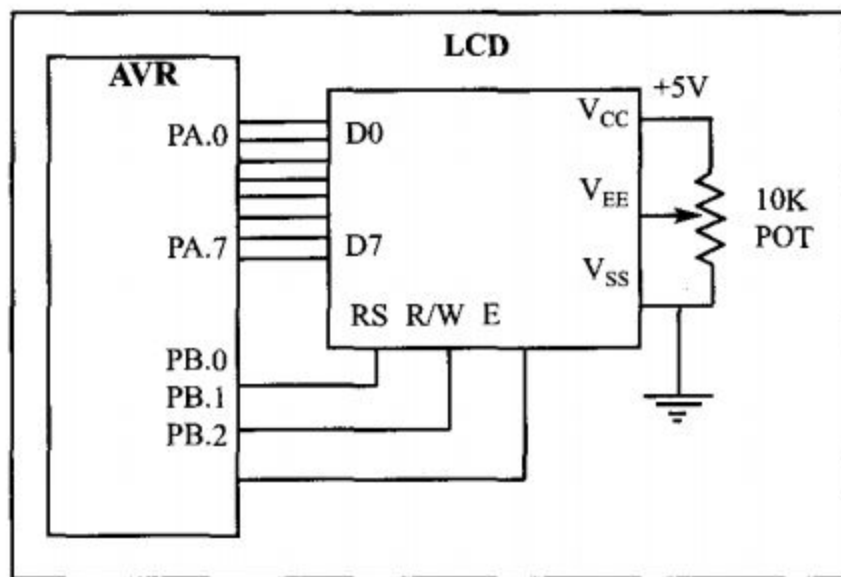 LCD
AVR
+5V
V_CC
PA.0
D0
V_EE
10K
POT
PA.7
D7
V_SS
RS R/W E
PB.0
PB.1
PB.2